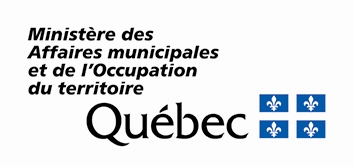 Ministère des
Affaires municipales
et de l'Occupation
du territoire
Québec